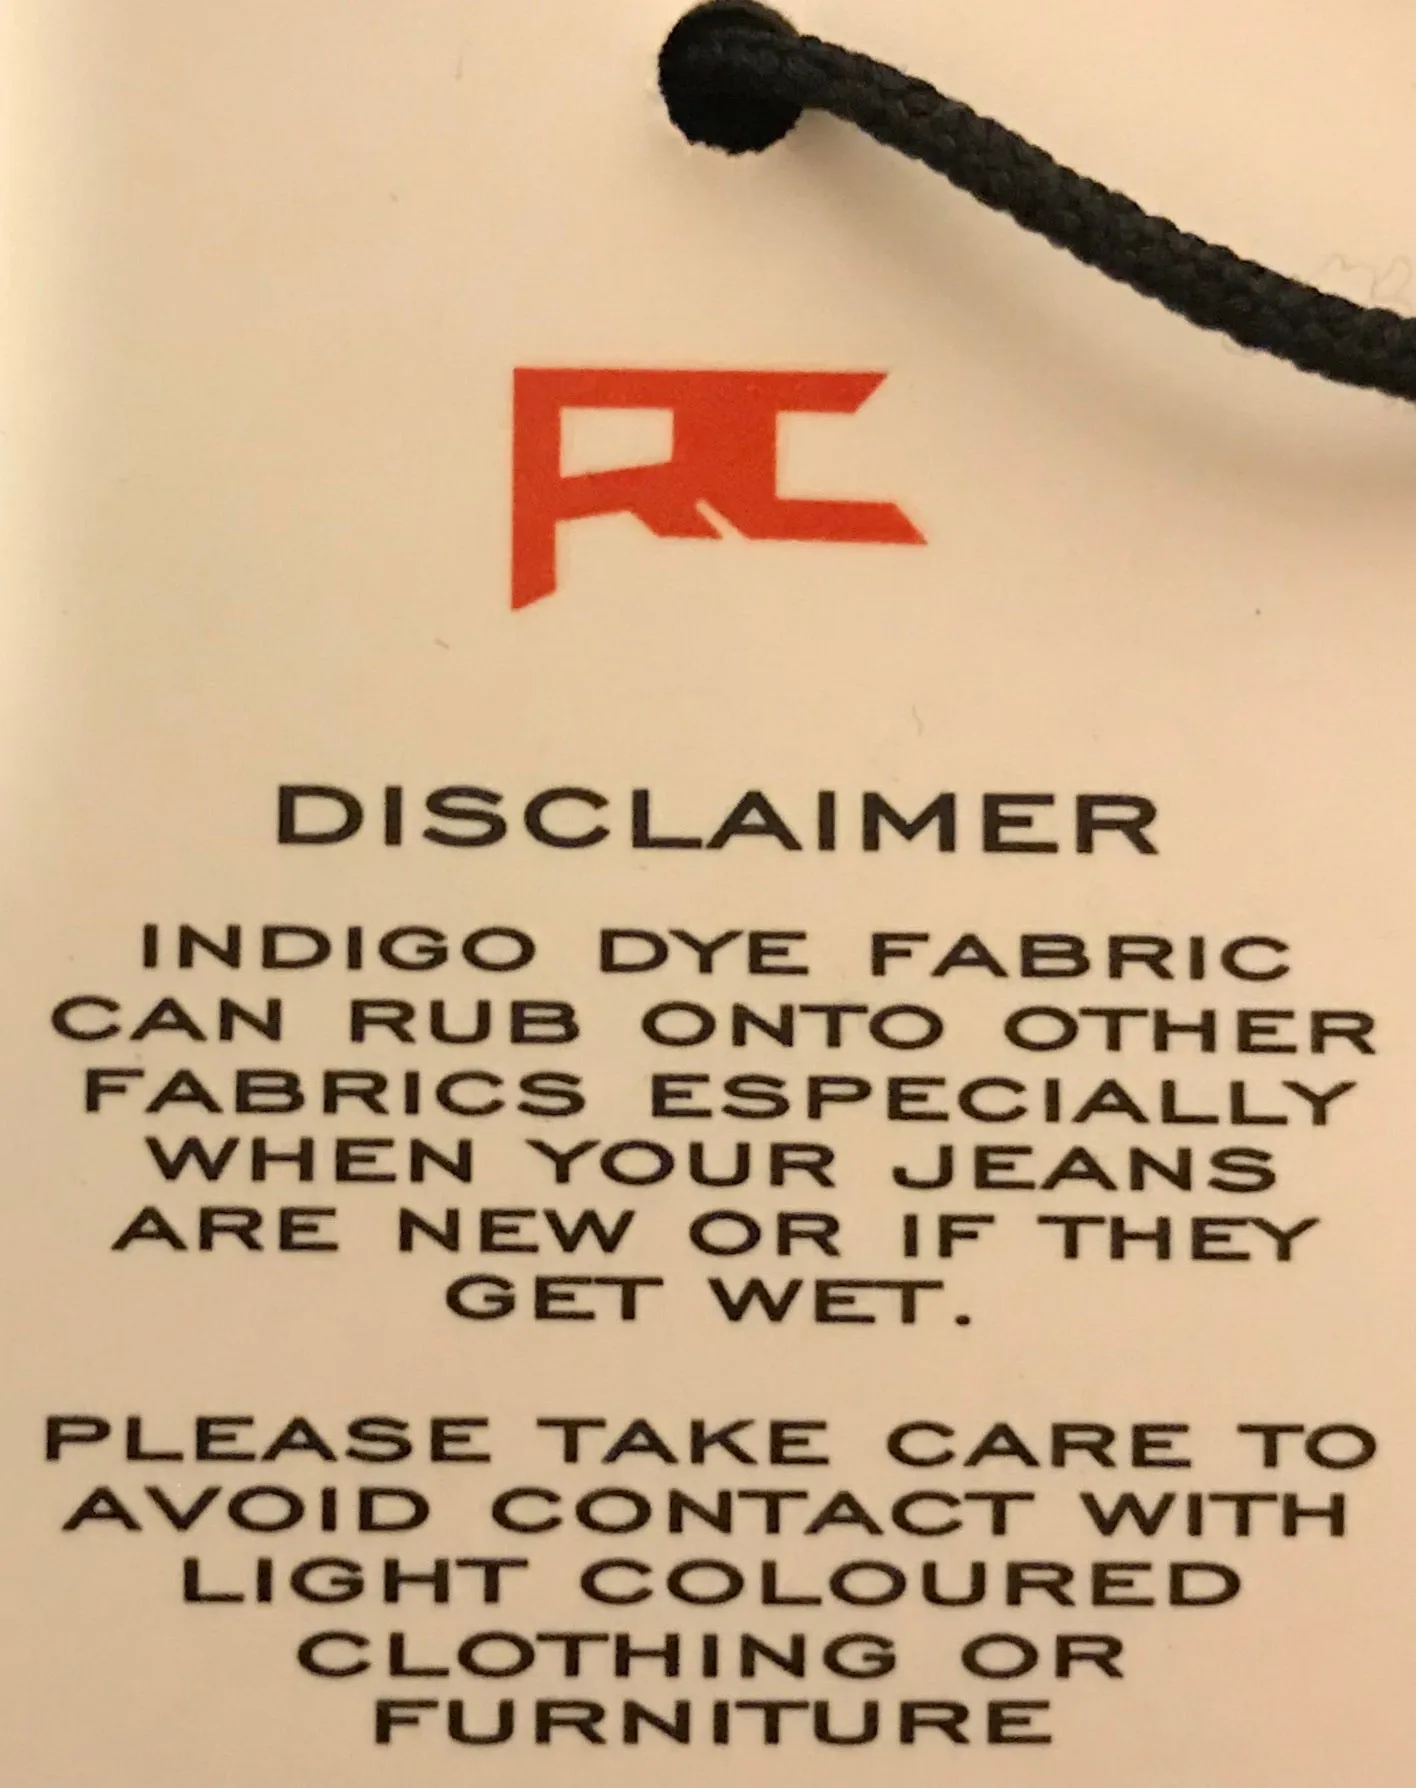 RC
DISCLAIMER
INDIGO DYE FABRIC
CAN RUB ONTO OTHER
FABRICS ESPECIALLY
WHEN YOUR JEANS
ARE NEW OR IF THEY
GET WET.
PLEASE TAKE CARE TO
AVOID CONTACT WITH
LIGHT COLOURED
CLOTHING OR
FURNITURE